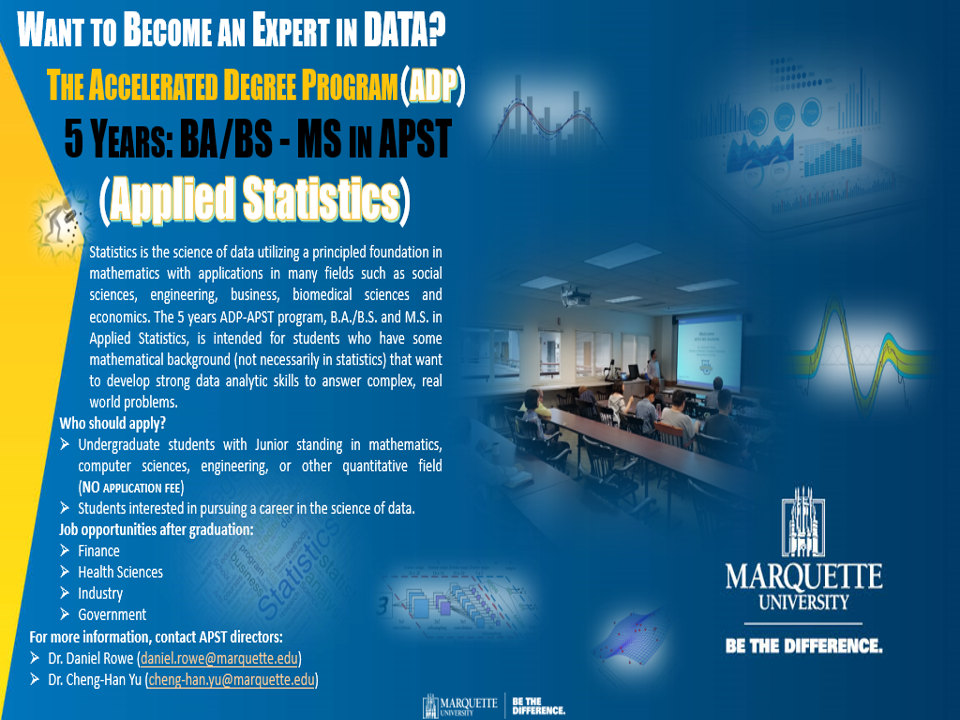 WANT TO BECOME AN EXPERT IN DATA?
THE ACCELERATED DEGREE PROGRAM (ADP)
5 YEARS: BA/BS - MS IN APST
(Applied Statistics)
Statistics is the science of data utilizing a principled foundation in
mathematics with applications in many fields such as social
sciences, engineering, business, biomedical sciences and
economics. The 5 years ADP-APST program, B.A./B.S. and M.S. in
Applied Statistics, is intended for students who have some
mathematical background (not necessarily in statistics) that want
to develop strong data analytic skills to answer complex, real
world problems.
Who should apply?
➢ Undergraduate students with Junior standing in mathematics,
computer sciences, engineering, or other quantitative field
(NO APPLICATION FEE)
➢ Students interested in pursuing a career in the science of data.
Job opportunities after graduation:
➢ Finance
➢ Health Sciences
➢ Industry
➢ Government
For more information, contact APST directors:
➢ Dr. Daniel Rowe (daniel.rowe@marquette.edu)
➢ Dr. Cheng-Han Yu (cheng-han.yu@marquette.edu)
Statistics
business
program
MARQUETTE
UNIVERSITY
BE THE DIFFERENCE.
MARQUETTE
UNIVERSITY
BE THE
DIFFERENCE.